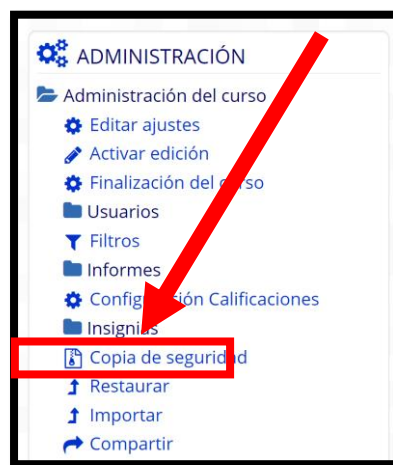 ADMINISTRACIÓN
Administración del curso
Editar ajustes
Activar edición
Finalización del curso
Usuarios
Filtros
Informes
Configuración Calificaciones
Insignias
Copia de seguridad
Restaurar
Importar
Compartir